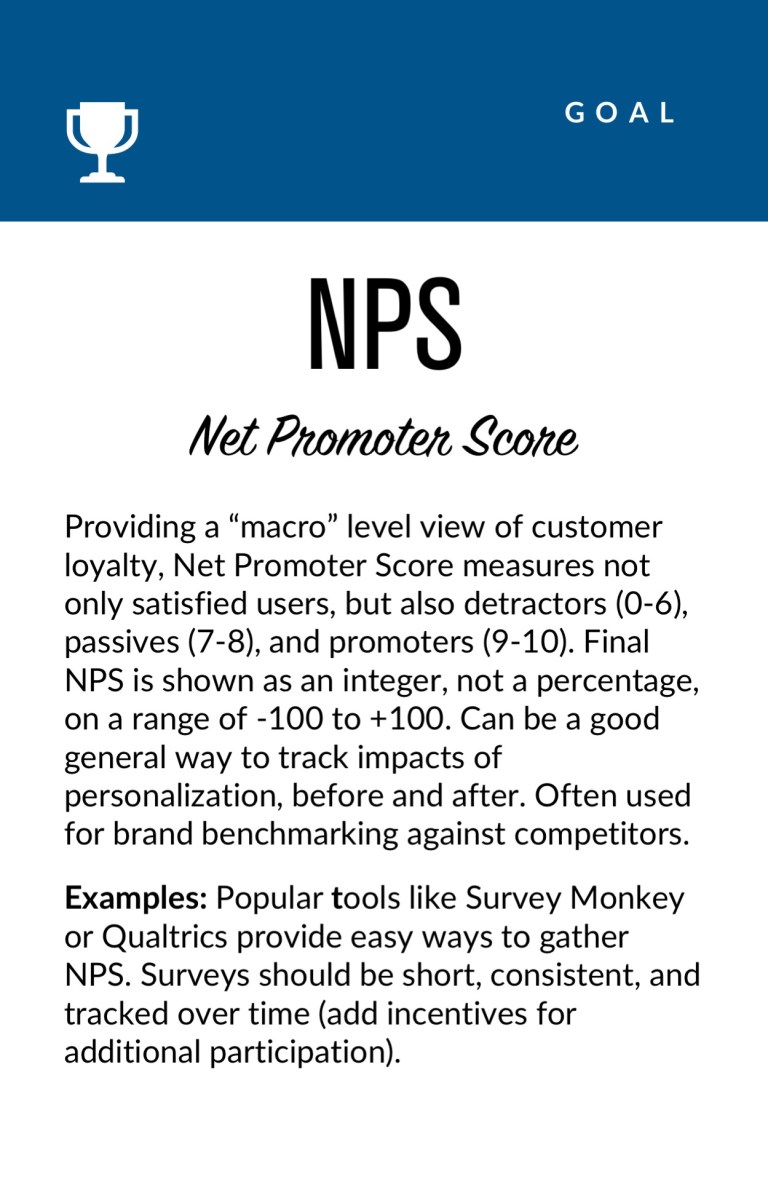 GOAL
NPS
Net Promoter Score
Providing a “macro” level view of customer
loyalty, Net Promoter Score measures not
only satisfied users, but also detractors (0-6),
passives (7-8), and promoters (9-10). Final
NPS is shown as an integer, not a percentage,
on a range of -100 to +100. Can be a good
general way to track impacts of
personalization, before and after. Often used
for brand benchmarking against competitors.
Examples: Popular tools like Survey Monkey
or Qualtrics provide easy ways to gather
NPS. Surveys should be short, consistent, and
tracked over time (add incentives for
additional participation).